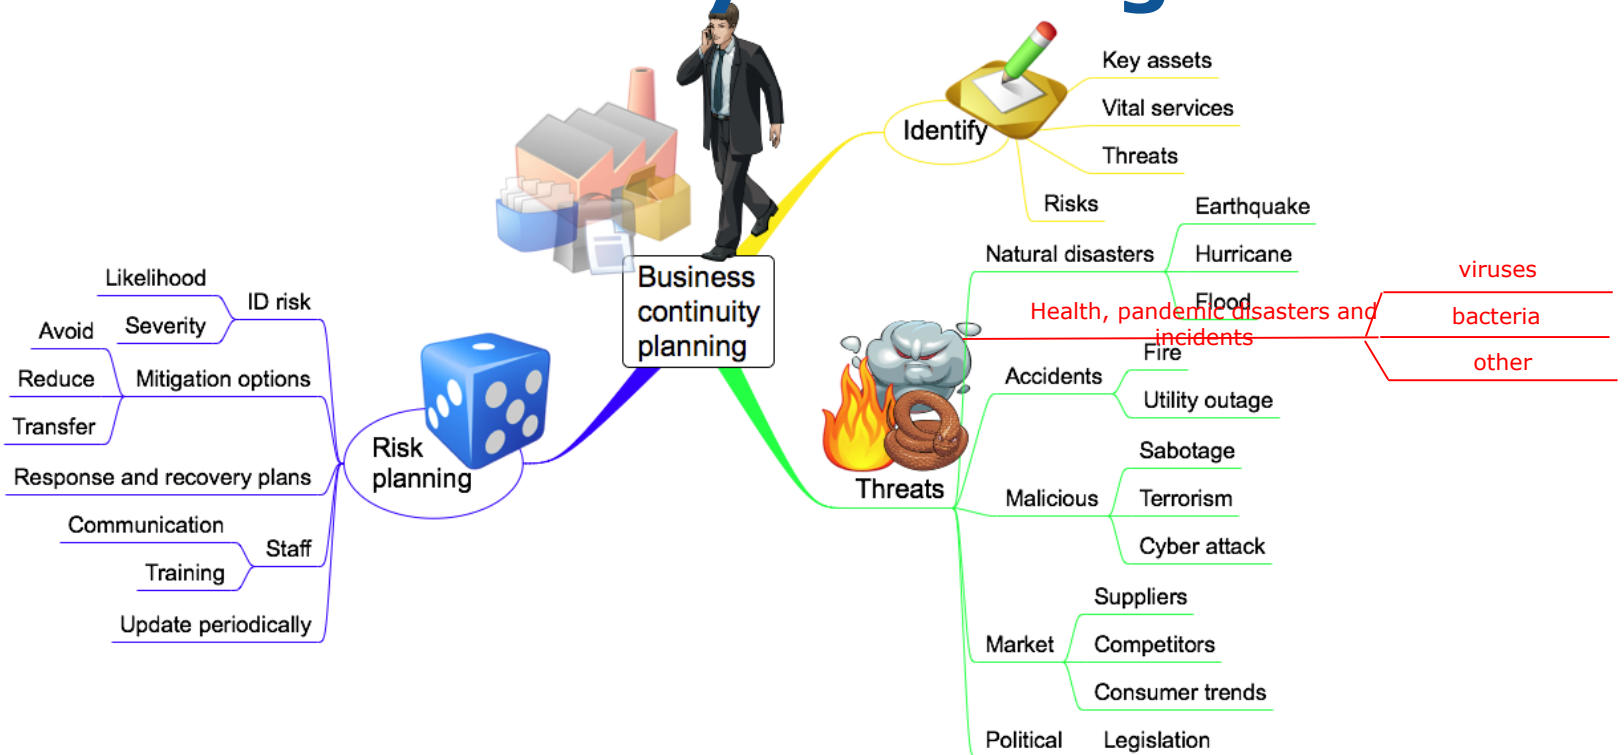 Key assets
Vital services
Identify
Threats
Risks
Business
continuity
planning
Natural disasters
Earthquake
Hurricane
Flood
Health, pandemic disasters and
incidents
viruses
bacteria
other
Accidents
Fire
Utility outage
Threats
Malicious
Sabotage
Terrorism
Cyber attack
Market
Suppliers
Competitors
Consumer trends
Political
Legislation
Risk
planning
Likelihood
ID risk
Severity
Avoid
Reduce
Mitigation options
Transfer
Response and recovery plans
Communication
Staff
Training
Update periodically